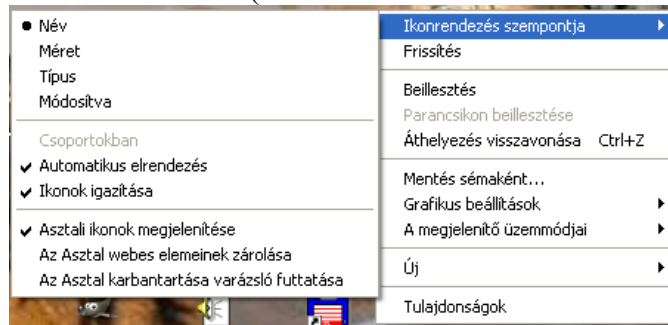 Név
Méret
Típus
Módosítva
Csoportokban
Automatikus elrendezés
Ikonok igazítása
Asztali ikonok megjelenítése
Az Asztal webes elemeinek zárolása
Az Asztal karbantartása varázsló futtatása
Ikonrendezés szempontja
Frissítés
Beillesztés
Parancsikon beillesztése
Áthelyezés visszavonása Ctrl+Z
Mentés sémaként...
Grafikus beállítások
A megjelenítő üzemmódjai
Új
Tulajdonságok